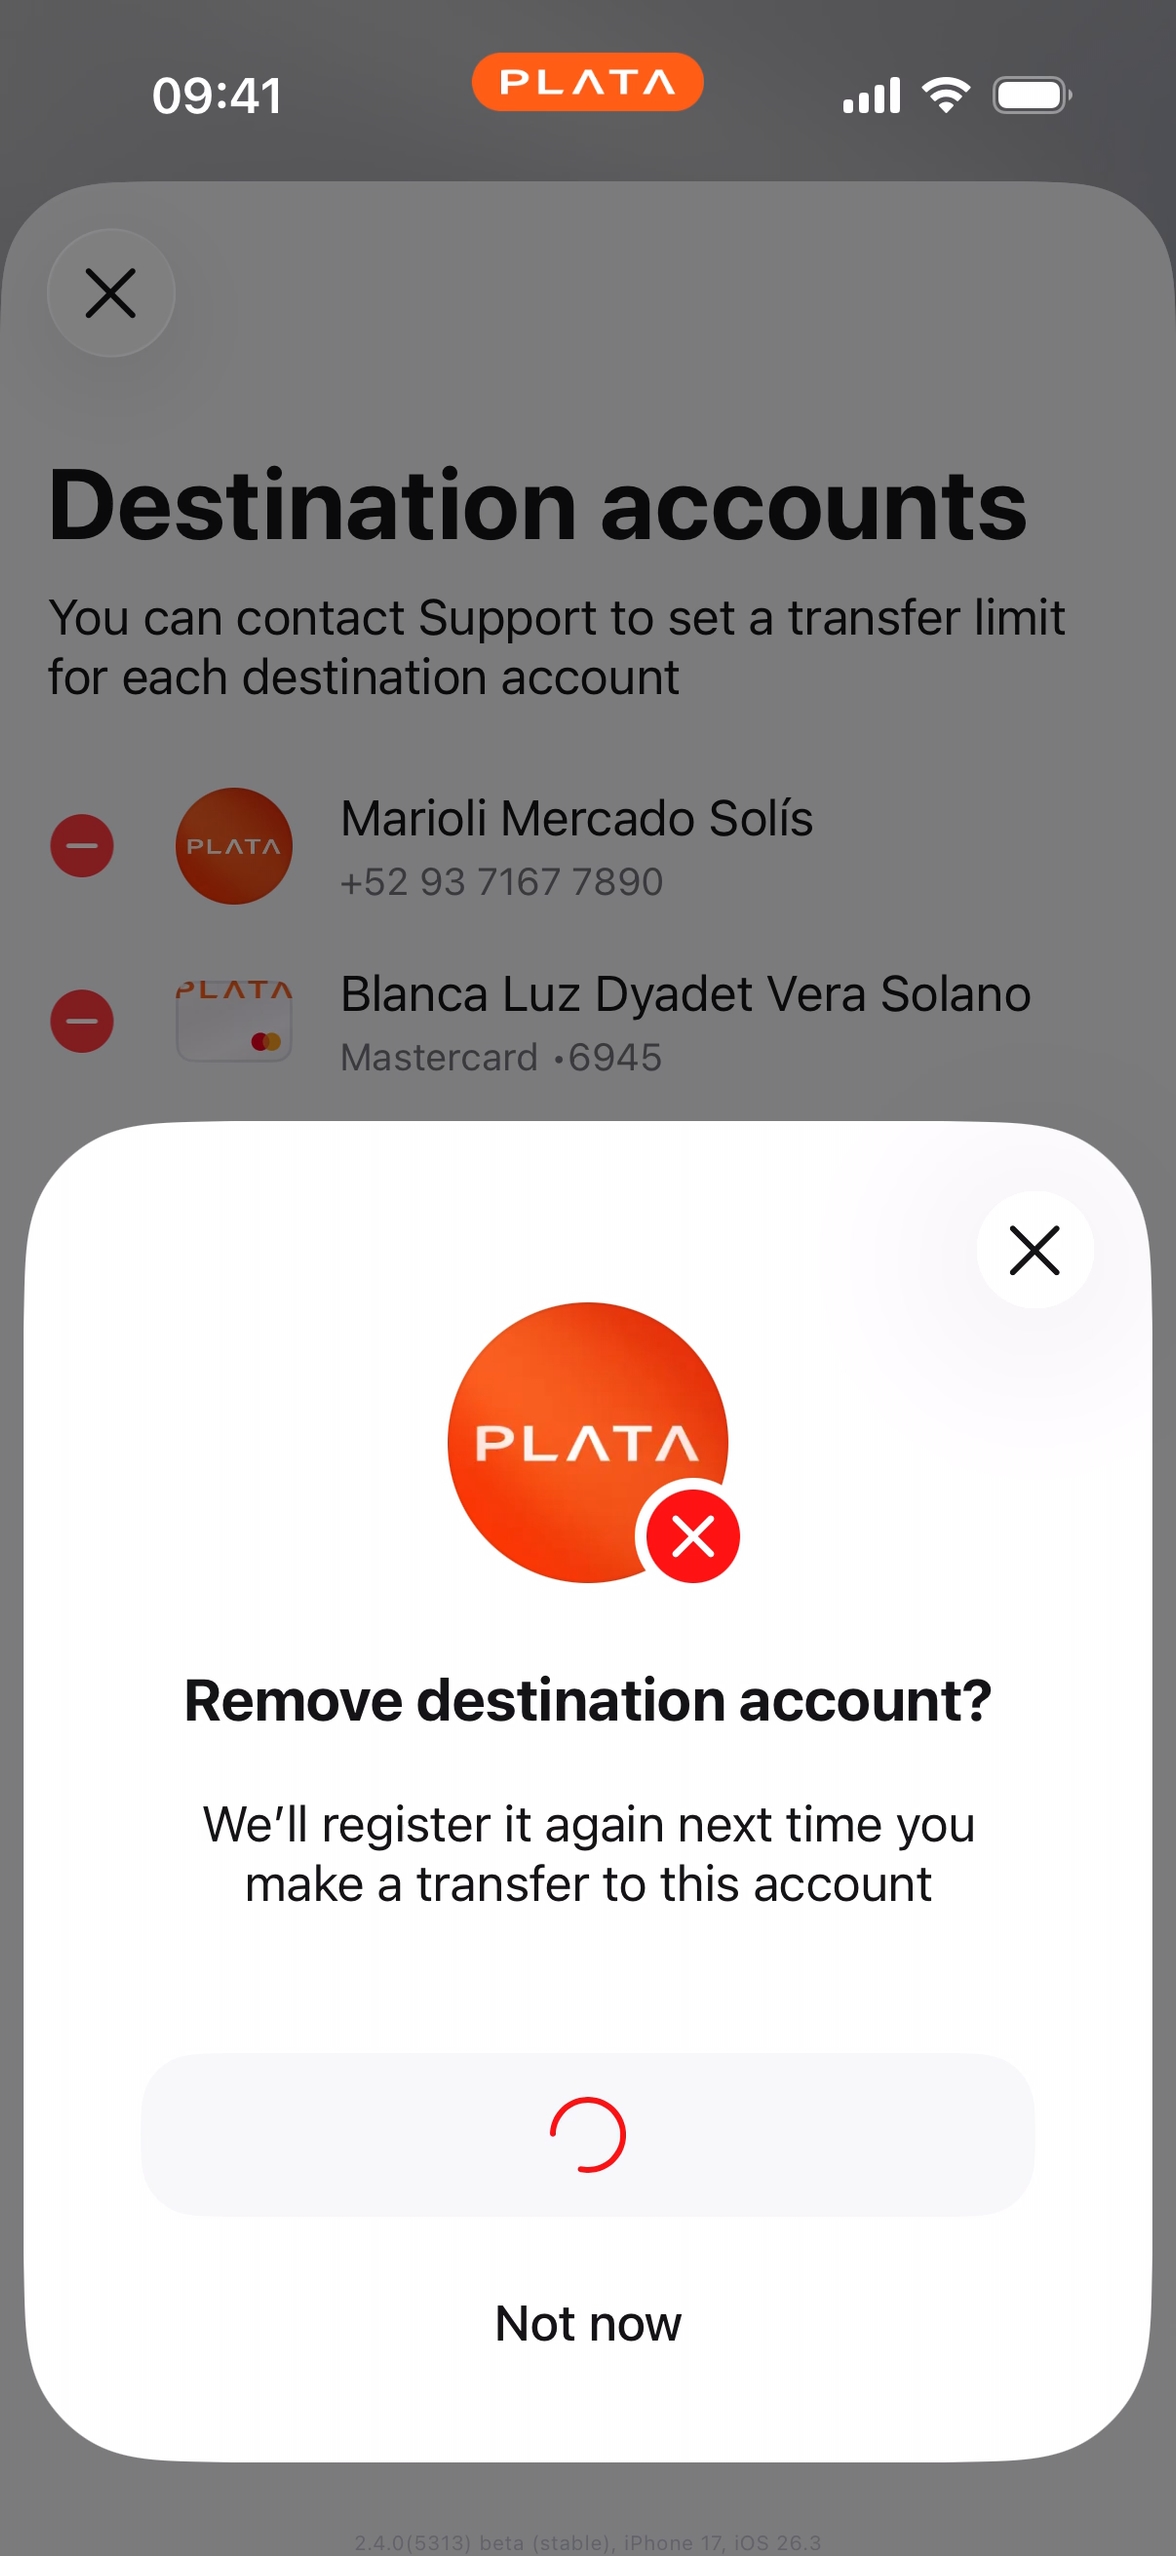 09:41
PLATA
Destination accounts
You can contact Support to set a transfer limit
for each destination account
PLATA
Marioli Mercado Solís
+52 93 7167 7890
PLATA
Blanca Luz Dyadet Vera Solano
Mastercard •6945
PLATA
Remove destination account?
We’ll register it again next time you
make a transfer to this account
Not now
2.4.0(5313) beta (stable), iPhone 17, iOS 26.3